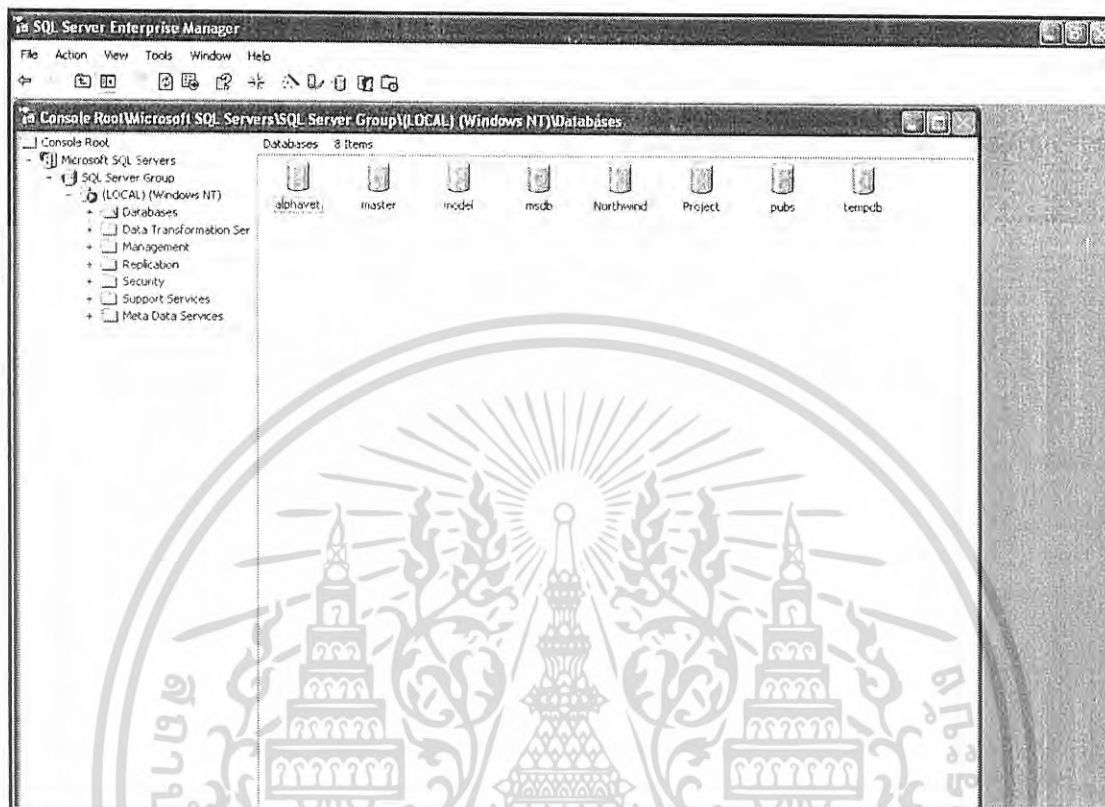 SQL Server Enterprise Manager
File Action View Tools Window Help
Console Root\Microsoft SQL Servers\SQL Server Group\(LOCAL) (Windows NT)\Databases
Console Root
Microsoft SQL Servers
SQL Server Group
(LOCAL) (Windows NT)
Databases
Data Transformation Ser
Management
Replication
Security
Support Services
Meta Data Services
Databases 8 Items
alphavet master model msdb Northwind Project pubs tempdb